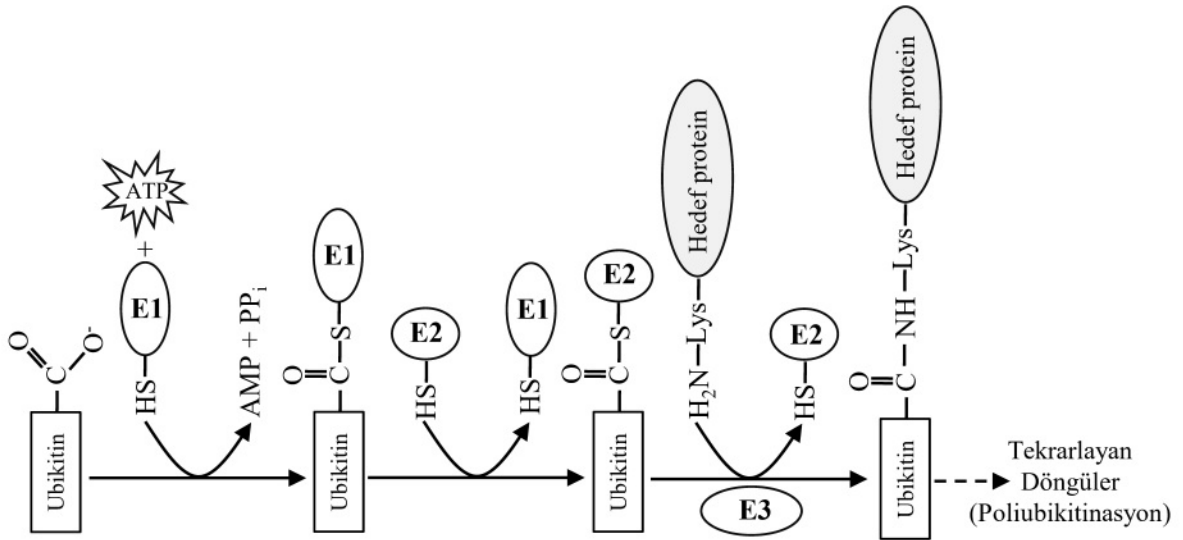 ATP
+
E1
HS
O
C
O-
Ubikitin
AMP + PPi
E1
S
O
C
Ubikitin
E2
HS
E1
HS
E2
S
O
C
Ubikitin
Hedef protein
Lys
H2N
E3
E2
HS
Hedef protein
Lys
NH
O
C
Ubikitin
Tekrarlayan
Döngüler
(Poliubikitinasyon)